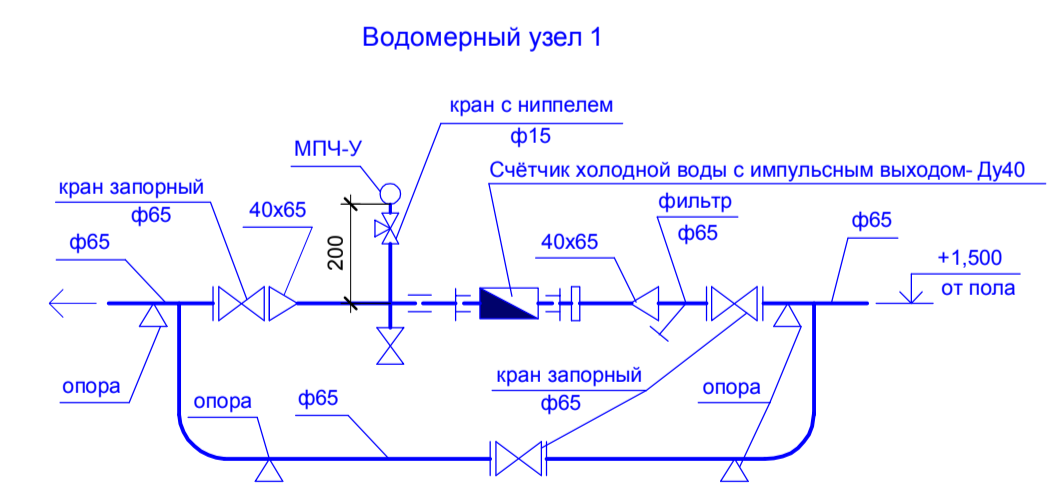 Водомерный узел 1
кран с ниппелем
ф15
МПЧ-У
Счётчик холодной воды с импульсным выходом- Ду40
кран запорный
ф65
40х65
фильтр
ф65
ф65
40х65
ф65
200
+1,500
от пола
опора
опора
ф65
кран запорный
ф65
опора